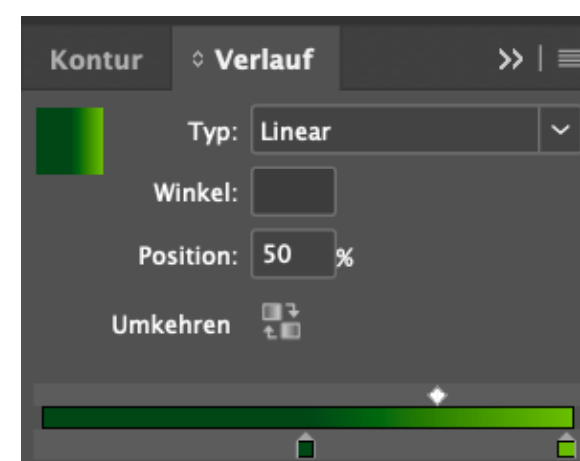 Kontur Verlauf
Typ: Linear
Winkel:
Position: 50 %
Umkehren